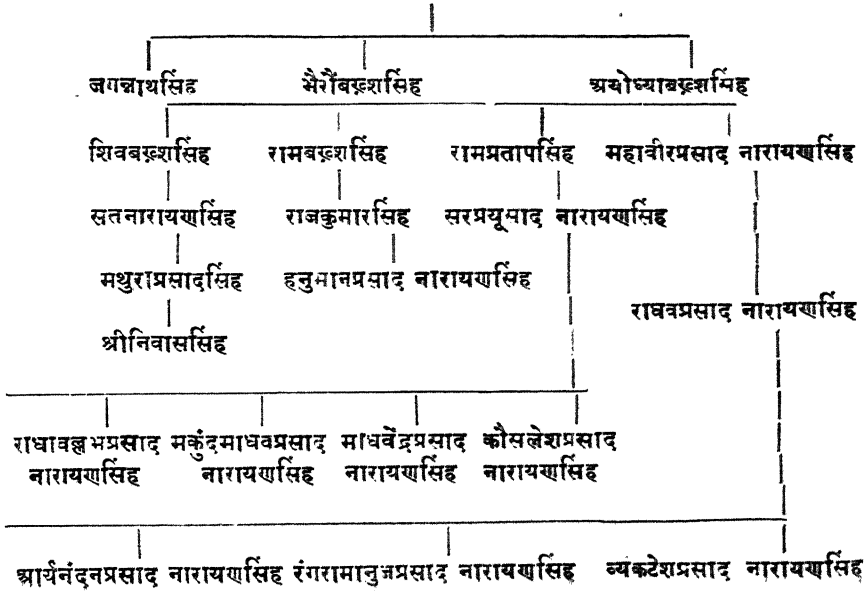 जगन्नाथसिंह भैरौंबख़्शसिंह अयोध्याबख़्शसिंह
शिवबख़्शसिंह रामबख़्शसिंह रामप्रतापसिंह महावीरप्रसाद नारायणसिंह
सतनारायणसिंह राजकुमारसिंह सरप्रयूसाद नारायणसिंह
मथुराप्रसादसिंह हनुमानप्रसाद नारायणसिंह
राघवप्रसाद नारायणसिंह
श्रीनिवाससिंह
राधावल्लभप्रसाद मकुंदमाधवप्रसाद माधवेंद्रप्रसाद कौसलेशप्रसाद
नारायणसिंह नारायणसिंह नारायणसिंह नारायणसिंह
आर्यनंदनप्रसाद नारायणसिंह रंगरामानुजप्रसाद नारायणसिंह व्यंकटेशप्रसाद नारायणसिंह